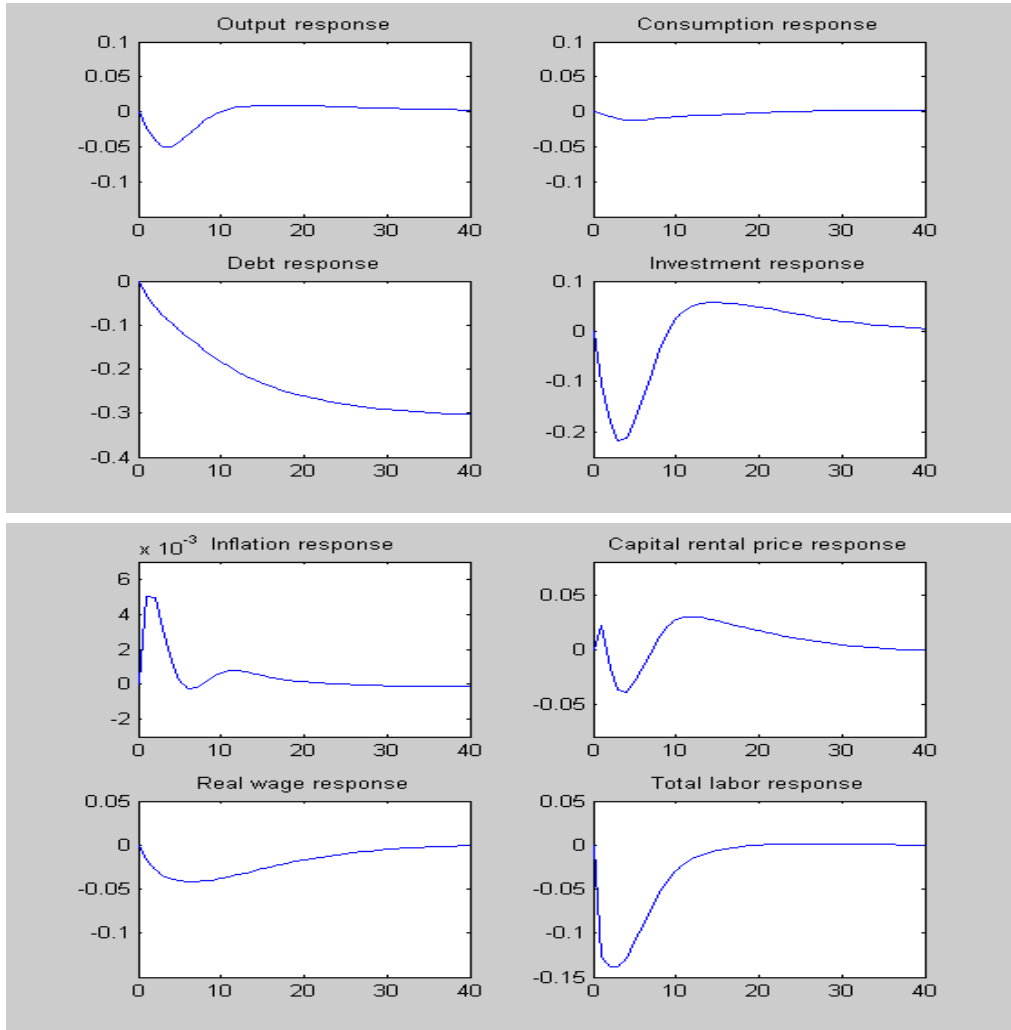 Output response
0.1
0.05
0
-0.05
-0.1
0 10 20 30 40
Consumption response
0.1
0.05
0
-0.05
-0.1
0 10 20 30 40
Debt response
0
-0.1
-0.2
-0.3
-0.4
0 10 20 30 40
Investment response
0.1
0
-0.1
-0.2
0 10 20 30 40
x 10-3 Inflation response
6
4
2
0
-2
0 10 20 30 40
Capital rental price response
0.05
0
-0.05
0 10 20 30 40
Real wage response
0.05
0
-0.05
-0.1
0 10 20 30 40
Total labor response
0.05
0
-0.05
-0.1
-0.15
0 10 20 30 40